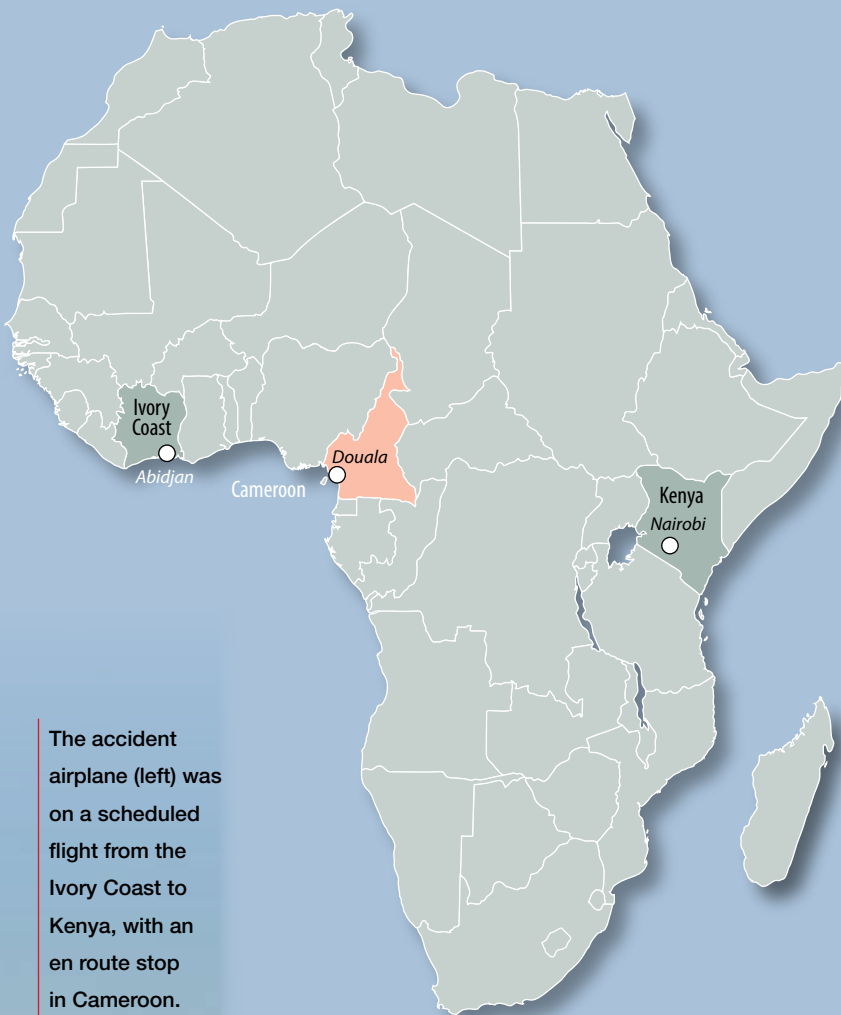 Ivory
Coast
Abidjan
Douala
Cameroon
Kenya
Nairobi
The accident
airplane (left) was
on a scheduled
flight from the
Ivory Coast to
Kenya, with an
en route stop
in Cameroon.